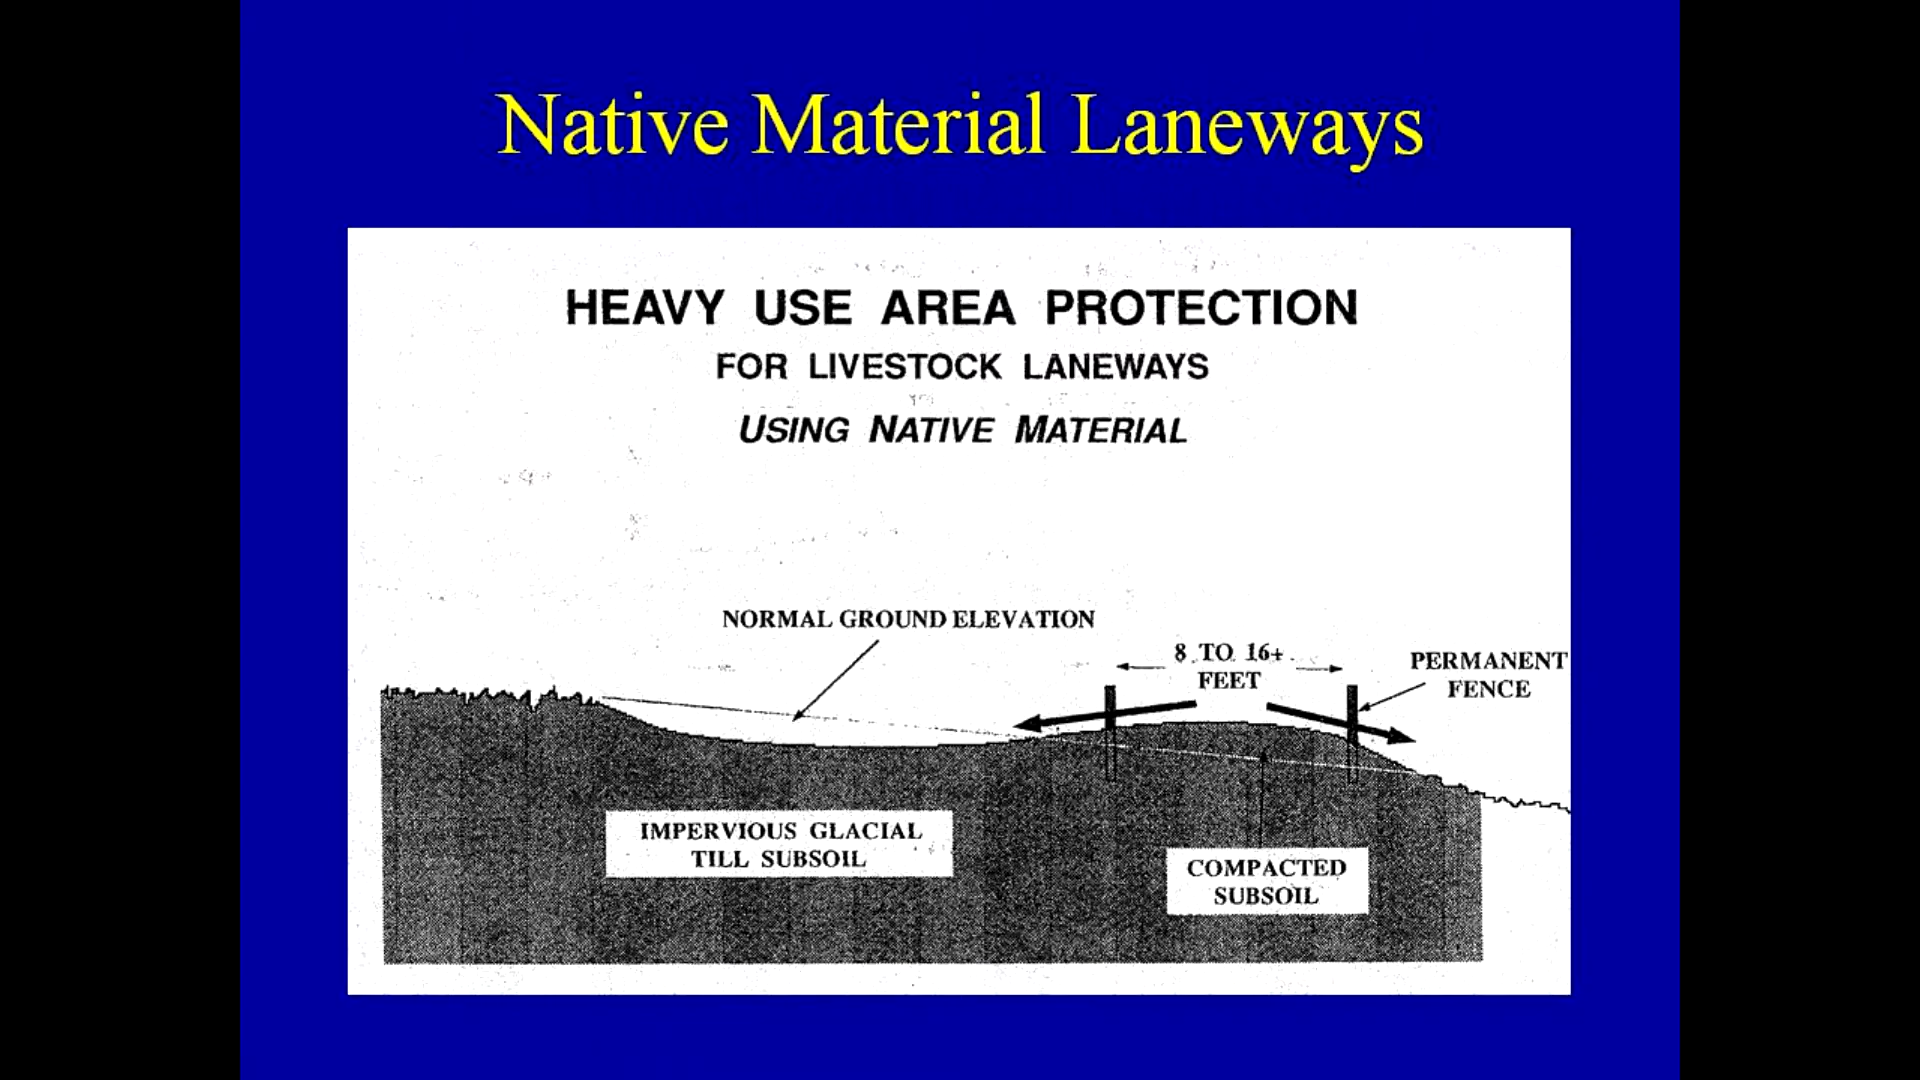 Native Material Laneways
HEAVY USE AREA PROTECTION
FOR LIVESTOCK LANEWAYS
USING NATIVE MATERIAL
NORMAL GROUND ELEVATION
8 TO 16+
FEET
PERMANENT
FENCE
IMPERVIOUS GLACIAL
TILL SUBSOIL
COMPACTED
SUBSOIL